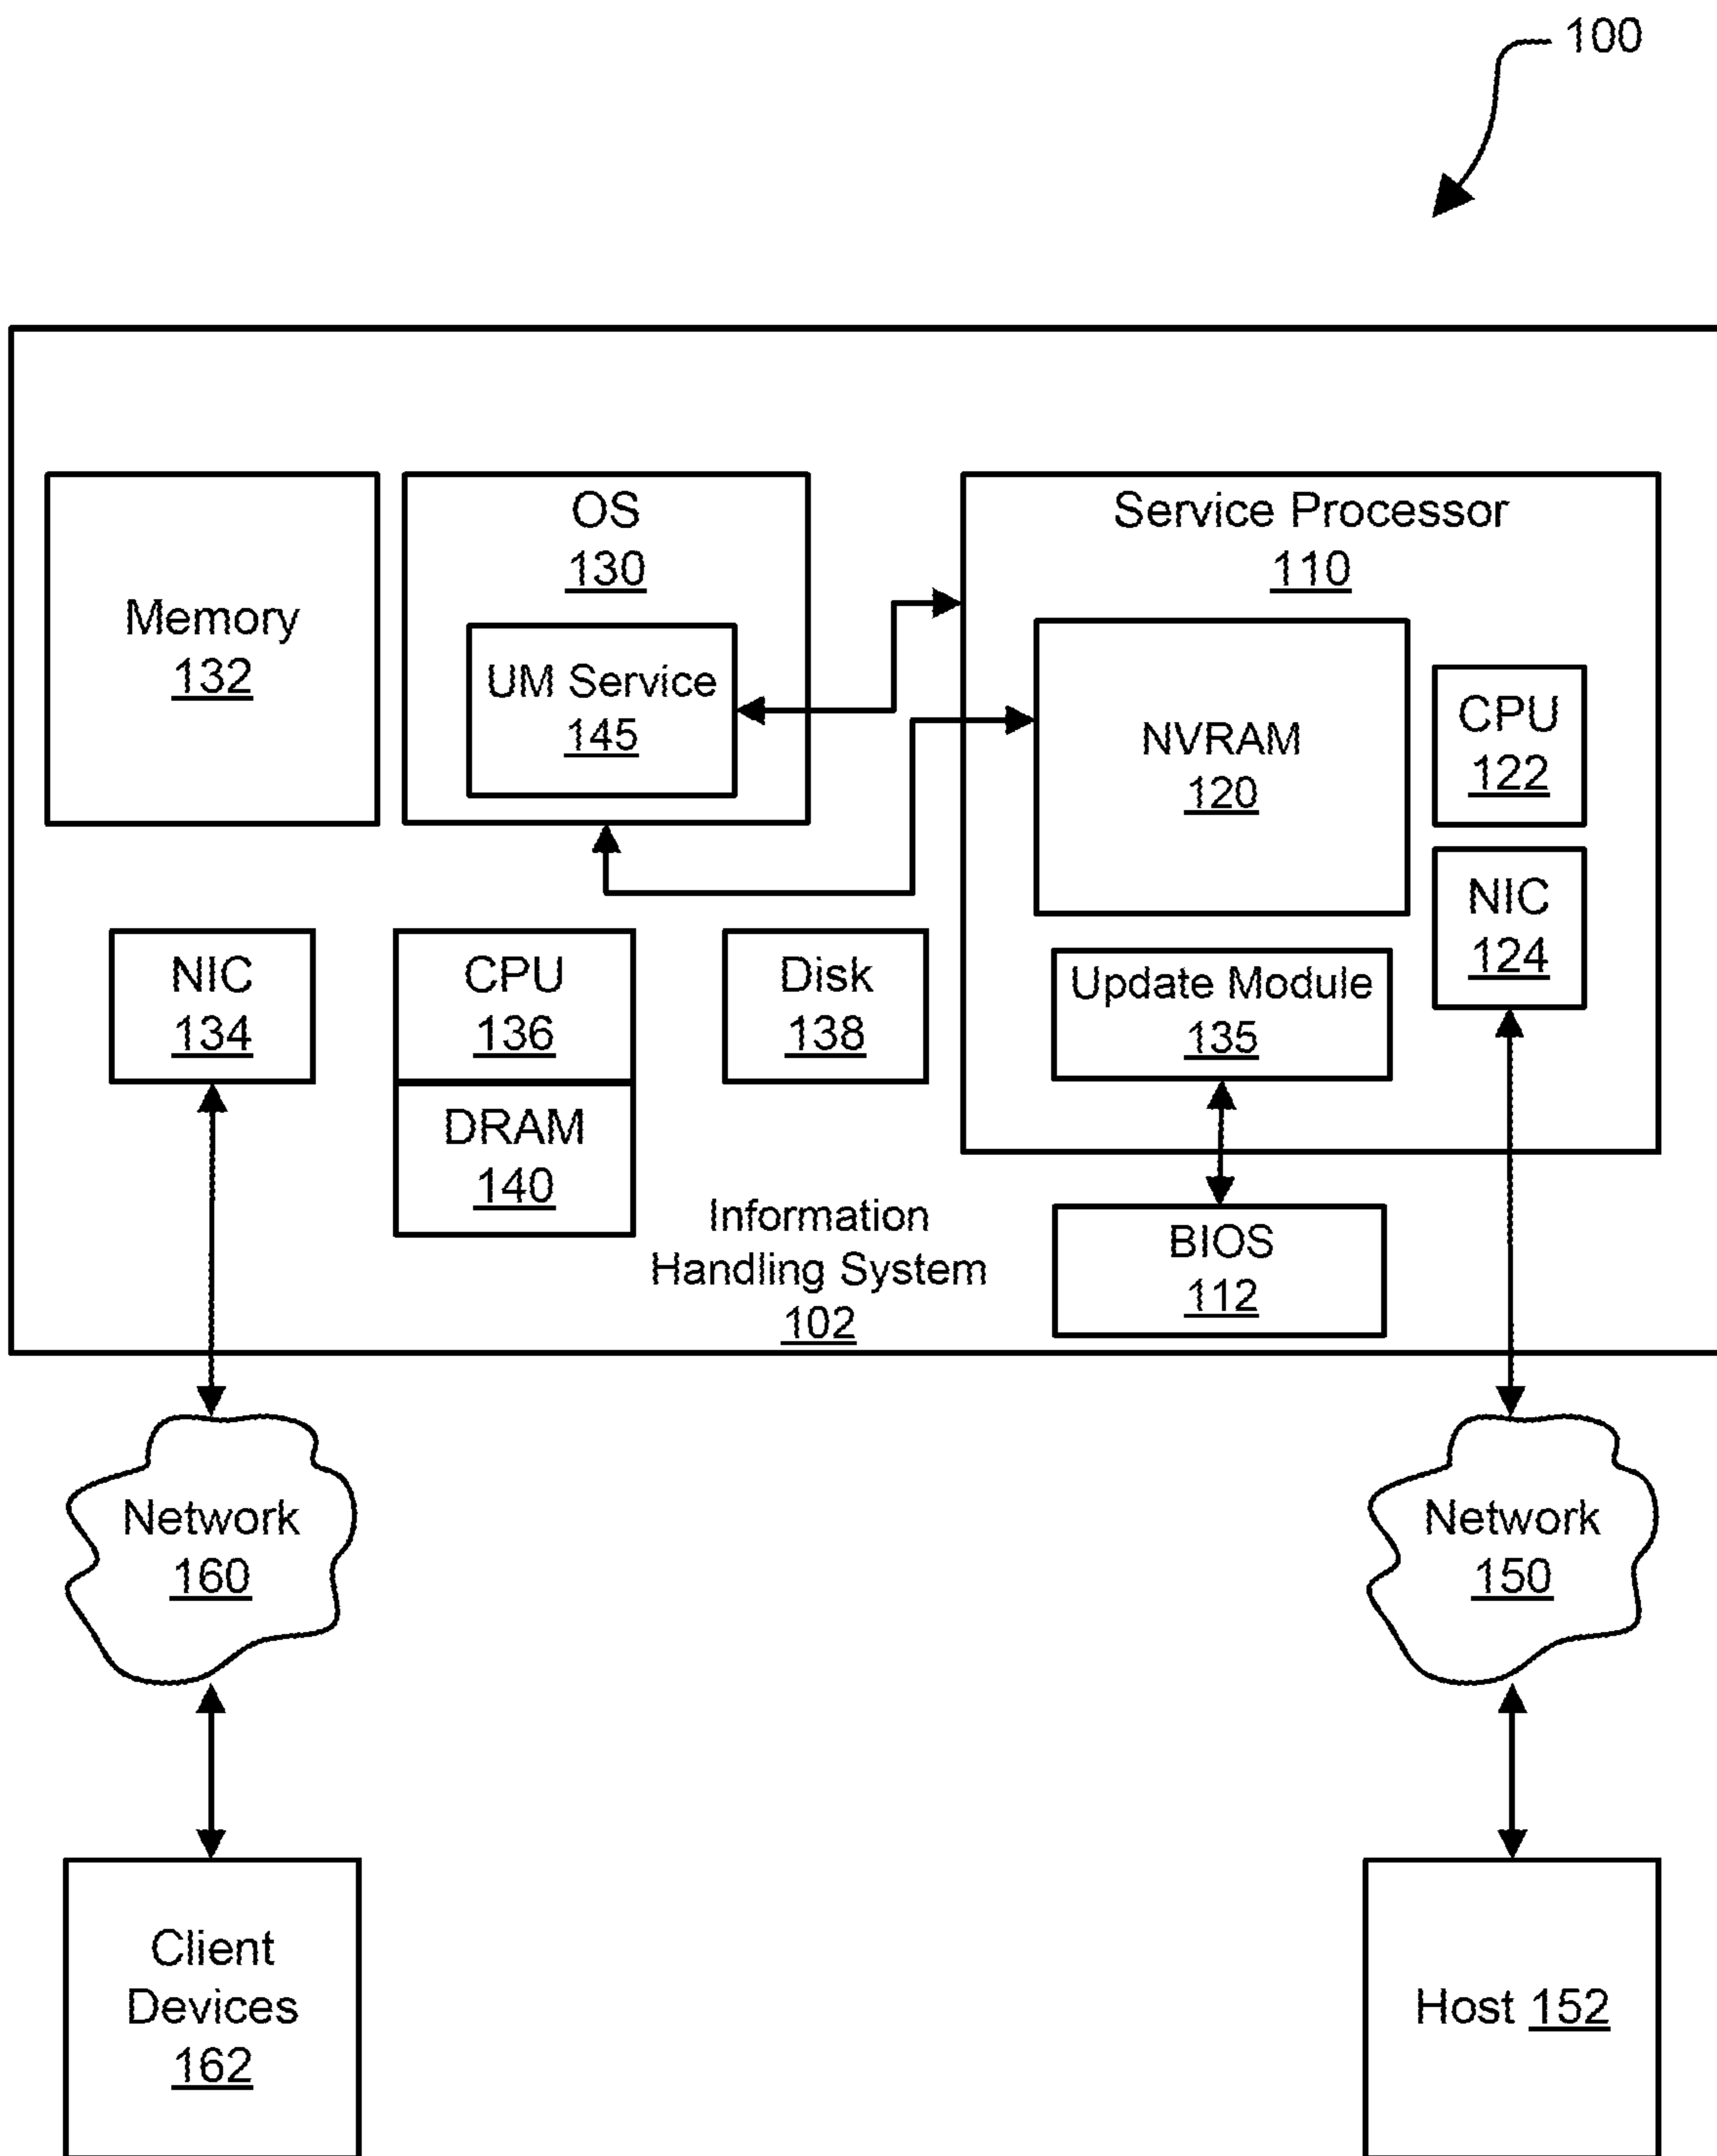 100
Memory
132
OS
130
UM Service
145
Service Processor
110
NVRAM
120
CPU
122
NIC
124
NIC
134
CPU
136
DRAM
140
Disk
138
Update Module
135
Information
Handling System
102
BIOS
112
Network
160
Network
150
Client
Devices
162
Host 152